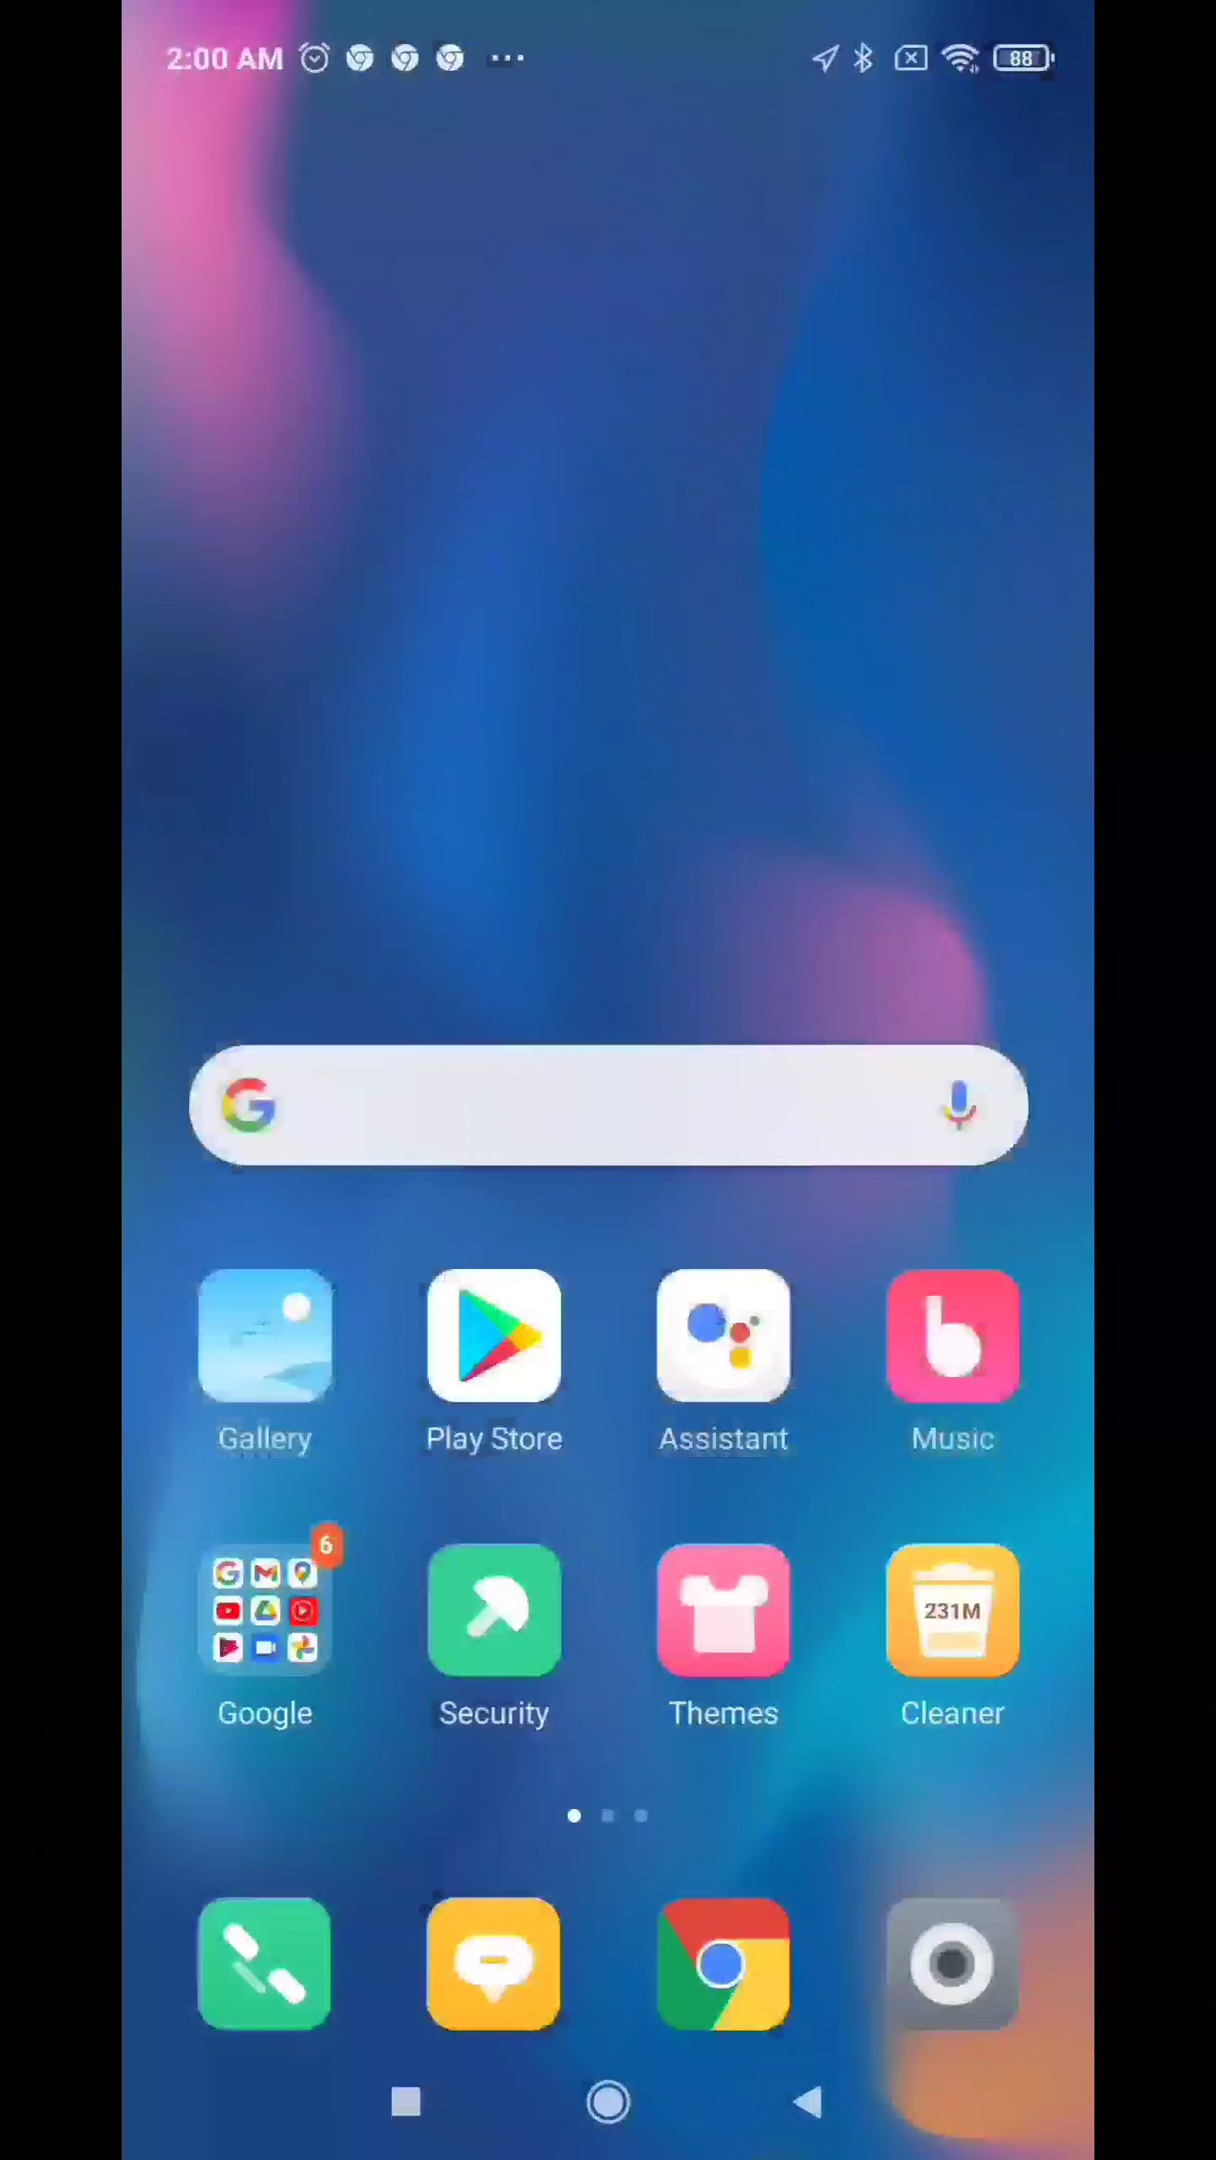 2:00 AM
88
Gallery
Play Store
Assistant
Music
6
231M
Google
Security
Themes
Cleaner